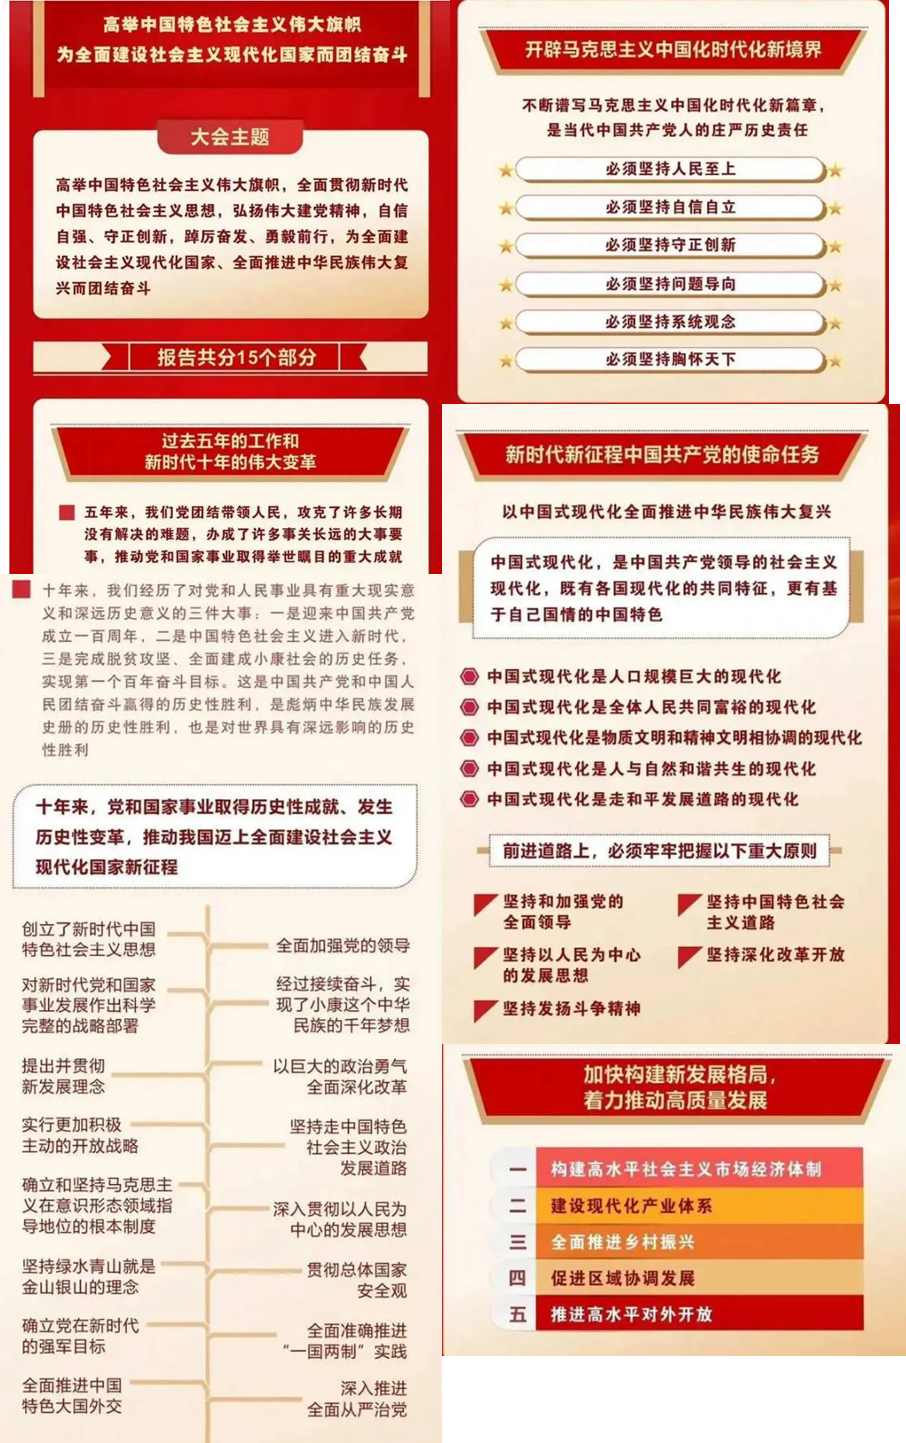 高举中国特色社会主义伟大旗帜
为全面建设社会主义现代化国家而团结奋斗
大会主题
高举中国特色社会主义伟大旗帜，全面贯彻新时代
中国特色社会主义思想，弘扬伟大建党精神，自信
自强、守正创新，踔厉奋发、勇毅前行，为全面建
设社会主义现代化国家、全面推进中华民族伟大复
兴而团结奋斗
报告共分15个部分
过去五年的工作和
新时代十年的伟大变革
五年来，我们党团结带领人民，攻克了许多长期
没有解决的难题，办成了许多事关长远的大事要
事，推动党和国家事业取得举世瞩目的重大成就
十年来，我们经历了对党和人民事业具有重大现实意
义和深远历史意义的三件大事：一是迎来中国共产党
成立一百周年，二是中国特色社会主义进入新时代，
三是完成脱贫攻坚、全面建成小康社会的历史任务，
实现第一个百年奋斗目标。这是中国共产党和中国人
民团结奋斗赢得的历史性胜利，是彪炳中华民族发展
史册的历史性胜利，也是对世界具有深远影响的历史
性胜利
十年来，党和国家事业取得历史性成就、发生
历史性变革，推动我国迈上全面建设社会主义
现代化国家新征程
创立了新时代中国
特色社会主义思想
全面加强党的领导
对新时代党和国家
事业发展作出科学
完整的战略部署
经过接续奋斗，实
现了小康这个中华
民族的千年梦想
提出并贯彻
新发展理念
以巨大的政治勇气
全面深化改革
实行更加积极
主动的开放战略
坚持走中国特色
社会主义政治
发展道路
确立和坚持马克思主
义在意识形态领域指
导地位的根本制度
深入贯彻以人民为
中心的发展思想
坚持绿水青山就是
金山银山的理念
贯彻总体国家
安全观
确立党在新时代
的强军目标
全面准确推进
“一国两制”实践
全面推进中国
特色大国外交
深入推进
全面从严治党
开辟马克思主义中国化时代化新境界
不断谱写马克思主义中国化时代化新篇章，
是当代中国共产党人的庄严历史责任
必须坚持人民至上
必须坚持自信自立
必须坚持守正创新
必须坚持问题导向
必须坚持系统观念
必须坚持胸怀天下
新时代新征程中国共产党的使命任务
以中国式现代化全面推进中华民族伟大复兴
中国式现代化，是中国共产党领导的社会主义
现代化，既有各国现代化的共同特征，更有基
于自己国情的中国特色
中国式现代化是人口规模巨大的现代化
中国式现代化是全体人民共同富裕的现代化
中国式现代化是物质文明和精神文明相协调的现代化
中国式现代化是人与自然和谐共生的现代化
中国式现代化是走和平发展道路的现代化
前进道路上，必须牢牢把握以下重大原则
坚持和加强党的
全面领导
坚持中国特色社会
主义道路
坚持以人民为中心
的发展思想
坚持深化改革开放
坚持发扬斗争精神
加快构建新发展格局，
着力推动高质量发展
一 构建高水平社会主义市场经济体制
二 建设现代化产业体系
三 全面推进乡村振兴
四 促进区域协调发展
五 推进高水平对外开放